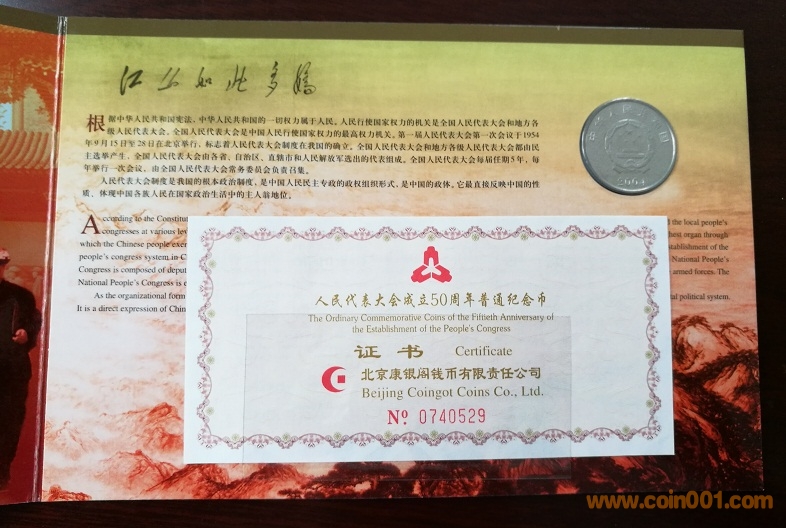 江山如此多娇
根据中华人民共和国宪法，中华人民共和国的一切权力属于人民。人民行使国家权力的机关是全国人民代表大会和地方各
级人民代表大会。全国人民代表大会是中国人民行使国家权力的最高权力机关。第一届人民代表大会第一次会议于1954
年9月15日至28日在北京举行，标志着人民代表大会制度在我国的确立。全国人民代表大会和地方各级人民代表大会都由民
主选举产生，全国人民代表大会由各省、自治区、直辖市和人民解放军选出的代表组成。全国人民代表大会每届任期5年，每
年举行一次会议，由全国人民代表大会常务委员会负责召集。
人民代表大会制度是我国的根本政治制度，是中国人民民主专政的政权组织形式，是中国的政体，它最直接反映中国的性
质、体现中国各族人民在国家政治生活中的主人翁地位。
中华人民共和国
2004
According to the Constitu
the local people's
congresses at various lev
hest organ through
which the Chinese people exer
stablishment of the
people's congress system in C
National People's
Congress is composed of deput
armed forces. The
National People's Congress is
As the organizational form
al political system.
It is a direct expression of Chin
人民代表大会成立50周年普通纪念币
The Ordinary Commemorative Coins of the Fiftieth Anniversary of
the Establishment of the People's Congress
证书 Certificate
北京康银阁钱币有限责任公司
Beijing Coingot Coins Co., Ltd.
Nº 0740529
www.coin001.com